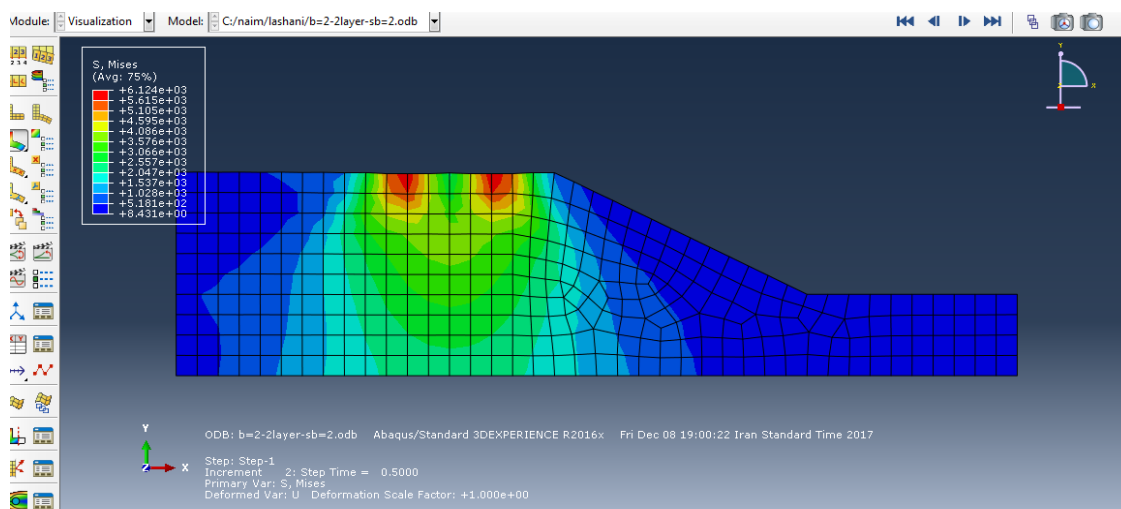 Module: Visualization Model: C:/naim/lashani/b=2-2layer-sb=2.odb
S, Mises
(Avg: 75%)
+6.124e+03
+5.615e+03
+5.105e+03
+4.595e+03
+4.086e+03
+3.576e+03
+3.066e+03
+2.557e+03
+2.047e+03
+1.537e+03
+1.028e+03
+5.181e+02
+8.431e+00
Y
X
Y
Z
X
ODB: b=2-2layer-sb=2.odb Abaqus/Standard 3DEXPERIENCE R2016x Fri Dec 08 19:00:22 Iran Standard Time 2017
Step: Step-1
Increment 2: Step Time = 0.5000
Primary Var: S, Mises
Deformed Var: U Deformation Scale Factor: +1.000e+00